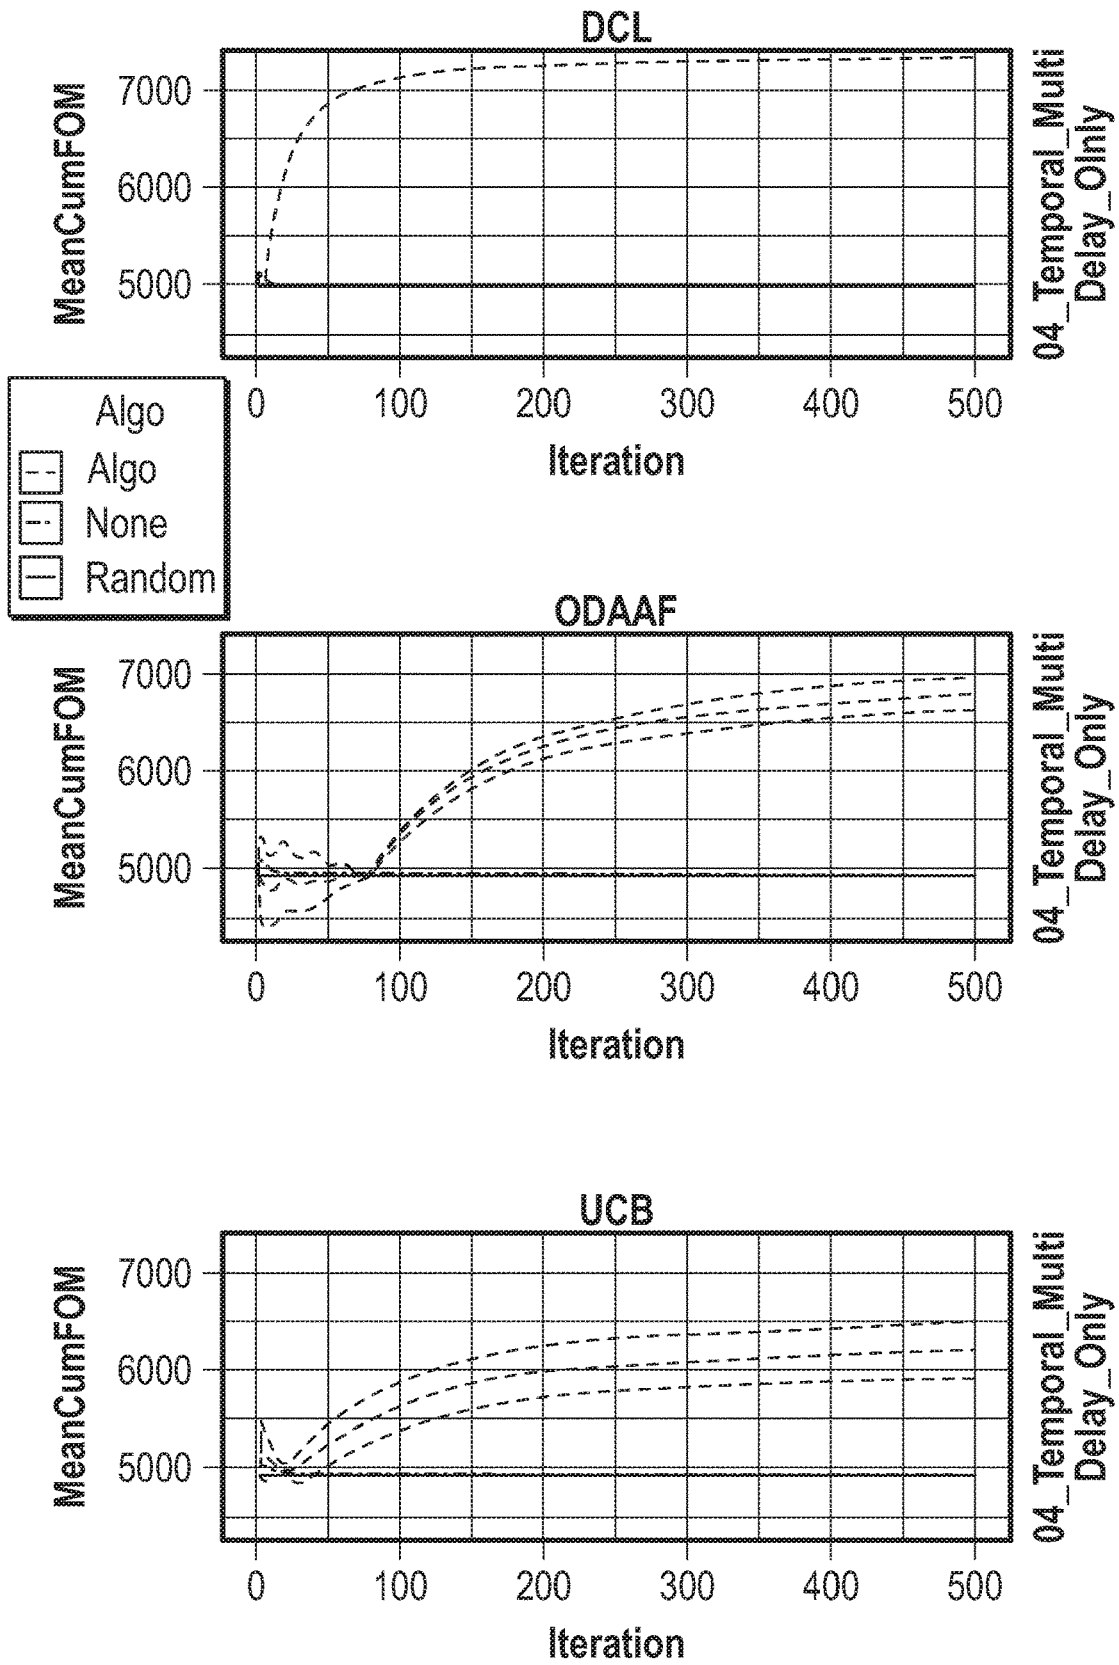 DCL
7000
6000
5000
MeanCumFOM
04_Temporal_Multi
Delay_Olnly
0 100 200 300 400 500
Iteration
Algo
Algo
None
Random
ODAAF
7000
6000
5000
MeanCumFOM
04_Temporal_Multi
Delay_Only
0 100 200 300 400 500
Iteration
UCB
7000
6000
5000
MeanCumFOM
04_Temporal_Multi
Delay_Only
0 100 200 300 400 500
Iteration